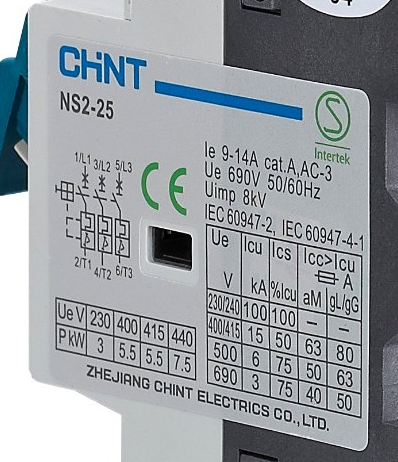 CHINT
NS2-25
S
Intertek
Ie 9-14A cat.A,AC-3
Ue 690V 50/60Hz
Uimp 8kV
IEC 60947-2, IEC 60947-4-1
1/L1 3/L2 5/L3
2/T1 4/T2 6/T3
CE
Ue Icu Ics Icc>Icu
A
V kA %Icu aM gL/gG
230/240 100 100 – –
400/415 15 50 63 80
500 6 75 50 63
690 3 75 40 50
Ue V 230 400 415 440
P kW 3 5.5 5.5 7.5
ZHEJIANG CHINT ELECTRICS CO., LTD.